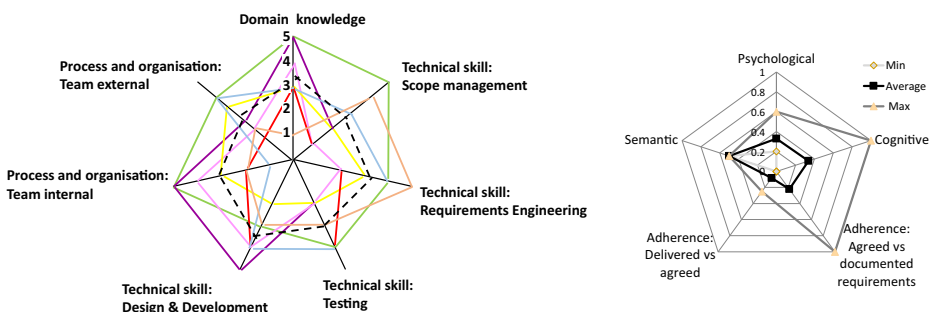 Domain knowledge
5
4
3
2
1
Technical skill:
Scope management
Technical skill:
Requirements Engineering
Technical skill:
Testing
Technical skill:
Design & Development
Process and organisation:
Team internal
Process and organisation:
Team external
Psychological
1
0.8
0.6
0.4
0.2
0
Cognitive
Adherence:
Agreed vs
documented
requirements
Adherence:
Delivered vs
agreed
Semantic
Min
Average
Max